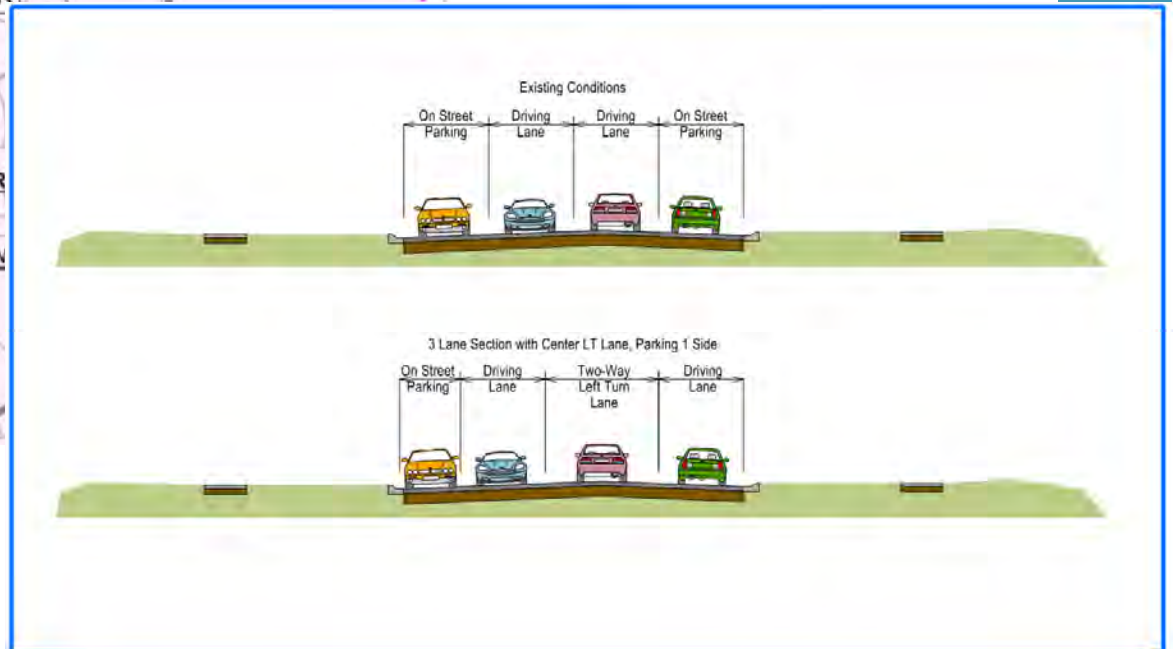 Existing Conditions
On Street Driving Driving On Street
Parking Lane Lane Parking
3 Lane Section with Center LT Lane, Parking 1 Side
On Street Driving Two-Way Driving
Parking Lane Left Turn Lane
Lane